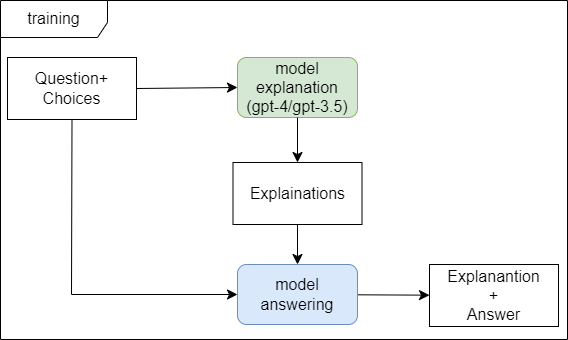 training
Question+
Choices
model
explanation
(gpt-4/gpt-3.5)
Explainations
model
answering
Explanantion
+
Answer